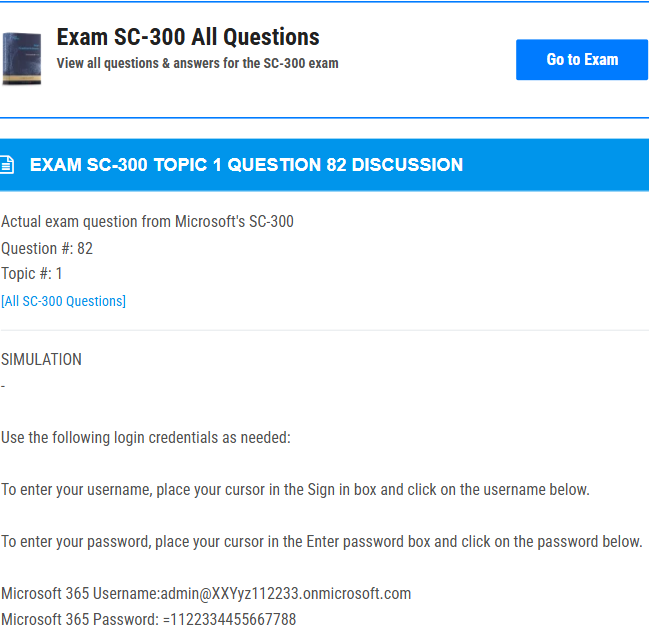 Exam SC-300 All Questions
View all questions & answers for the SC-300 exam
Go to Exam
EXAM SC-300 TOPIC 1 QUESTION 82 DISCUSSION
Actual exam question from Microsoft's SC-300
Question #: 82
Topic #: 1
[All SC-300 Questions]
SIMULATION
-
Use the following login credentials as needed:
To enter your username, place your cursor in the Sign in box and click on the username below.
To enter your password, place your cursor in the Enter password box and click on the password below.
Microsoft 365 Username:admin@XXYyz112233.onmicrosoft.com
Microsoft 365 Password: =1122334455667788